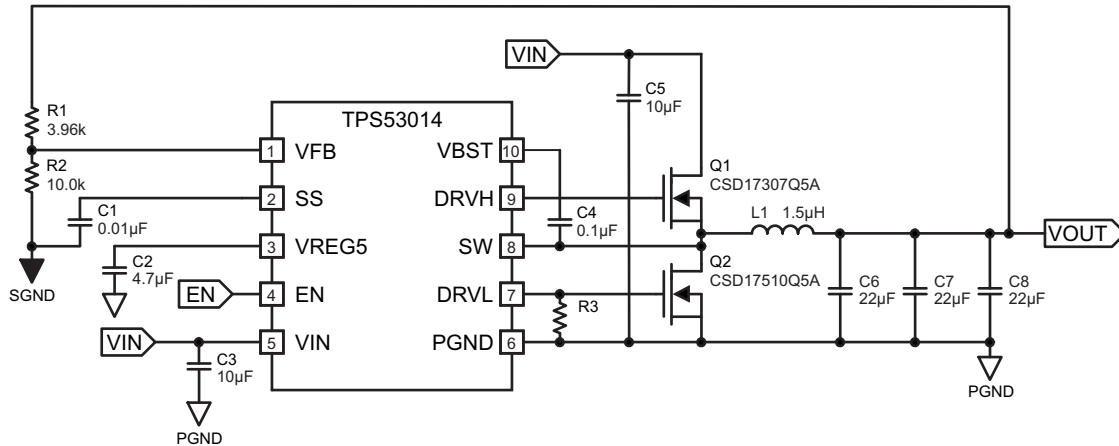 VIN
C5
10µF
R1
3.96k
TPS53014
1 VFB
VBST 10
R2
10.0k
Q1
CSD17307Q5A
2 SS
DRVH 9
C1
0.01µF
C4
0.1µF
L1 1.5µH
3 VREG5
SW 8
VOUT
C2
4.7µF
SGND
Q2
CSD17510Q5A
EN
4 EN
DRVL 7
R3
C6
22µF
C7
22µF
C8
22µF
VIN
5 VIN
PGND 6
C3
10µF
PGND
PGND